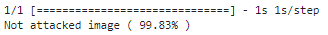 1/1 [==============================] - 1s 1s/step
Not attacked image ( 99.83% )